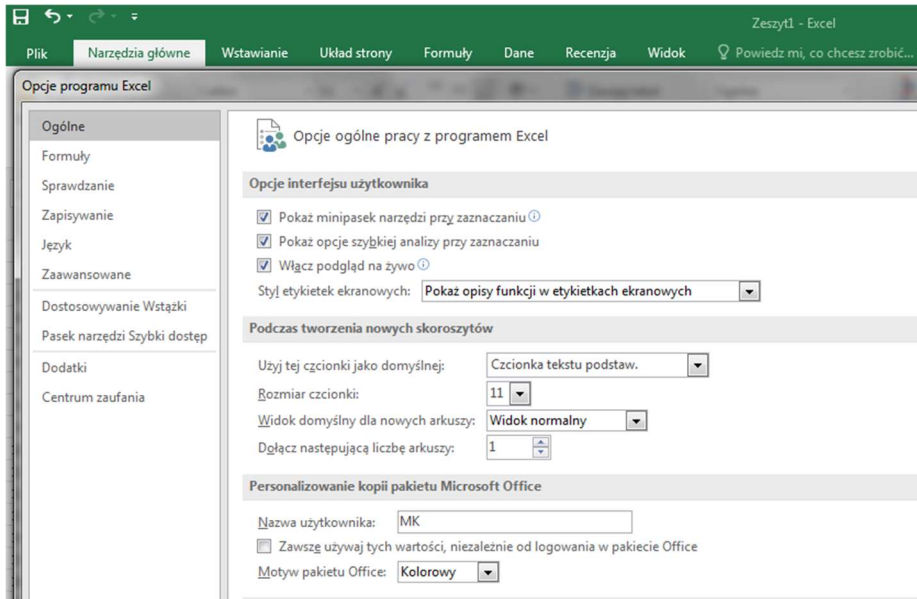 Zeszyt1 - Excel
Plik Narzędzia główne Wstawianie Układ strony Formuły Dane Recenzja Widok Powiedz mi, co chcesz zrobić...
Opcje programu Excel
Ogólne
Formuły
Sprawdzanie
Zapisywanie
Język
Zaawansowane
Dostosowywanie Wstążki
Pasek narzędzi Szybki dostęp
Dodatki
Centrum zaufania
Opcje ogólne pracy z programem Excel
Opcje interfejsu użytkownika
Pokaż minipasek narzędzi przy zaznaczaniu
Pokaż opcje szybkiej analizy przy zaznaczaniu
Włącz podgląd na żywo
Styl etykietek ekranowych: Pokaż opisy funkcji w etykietkach ekranowych
Podczas tworzenia nowych skoroszytów
Użyj tej czcionki jako domyślnej: Czcionka tekstu podstaw.
Rozmiar czcionki: 11
Widok domyślny dla nowych arkuszy: Widok normalny
Dołącz następującą liczbę arkuszy: 1
Personalizowanie kopii pakietu Microsoft Office
Nazwa użytkownika: MK
Zawsze używaj tych wartości, niezależnie od logowania w pakiecie Office
Motyw pakietu Office: Kolorowy